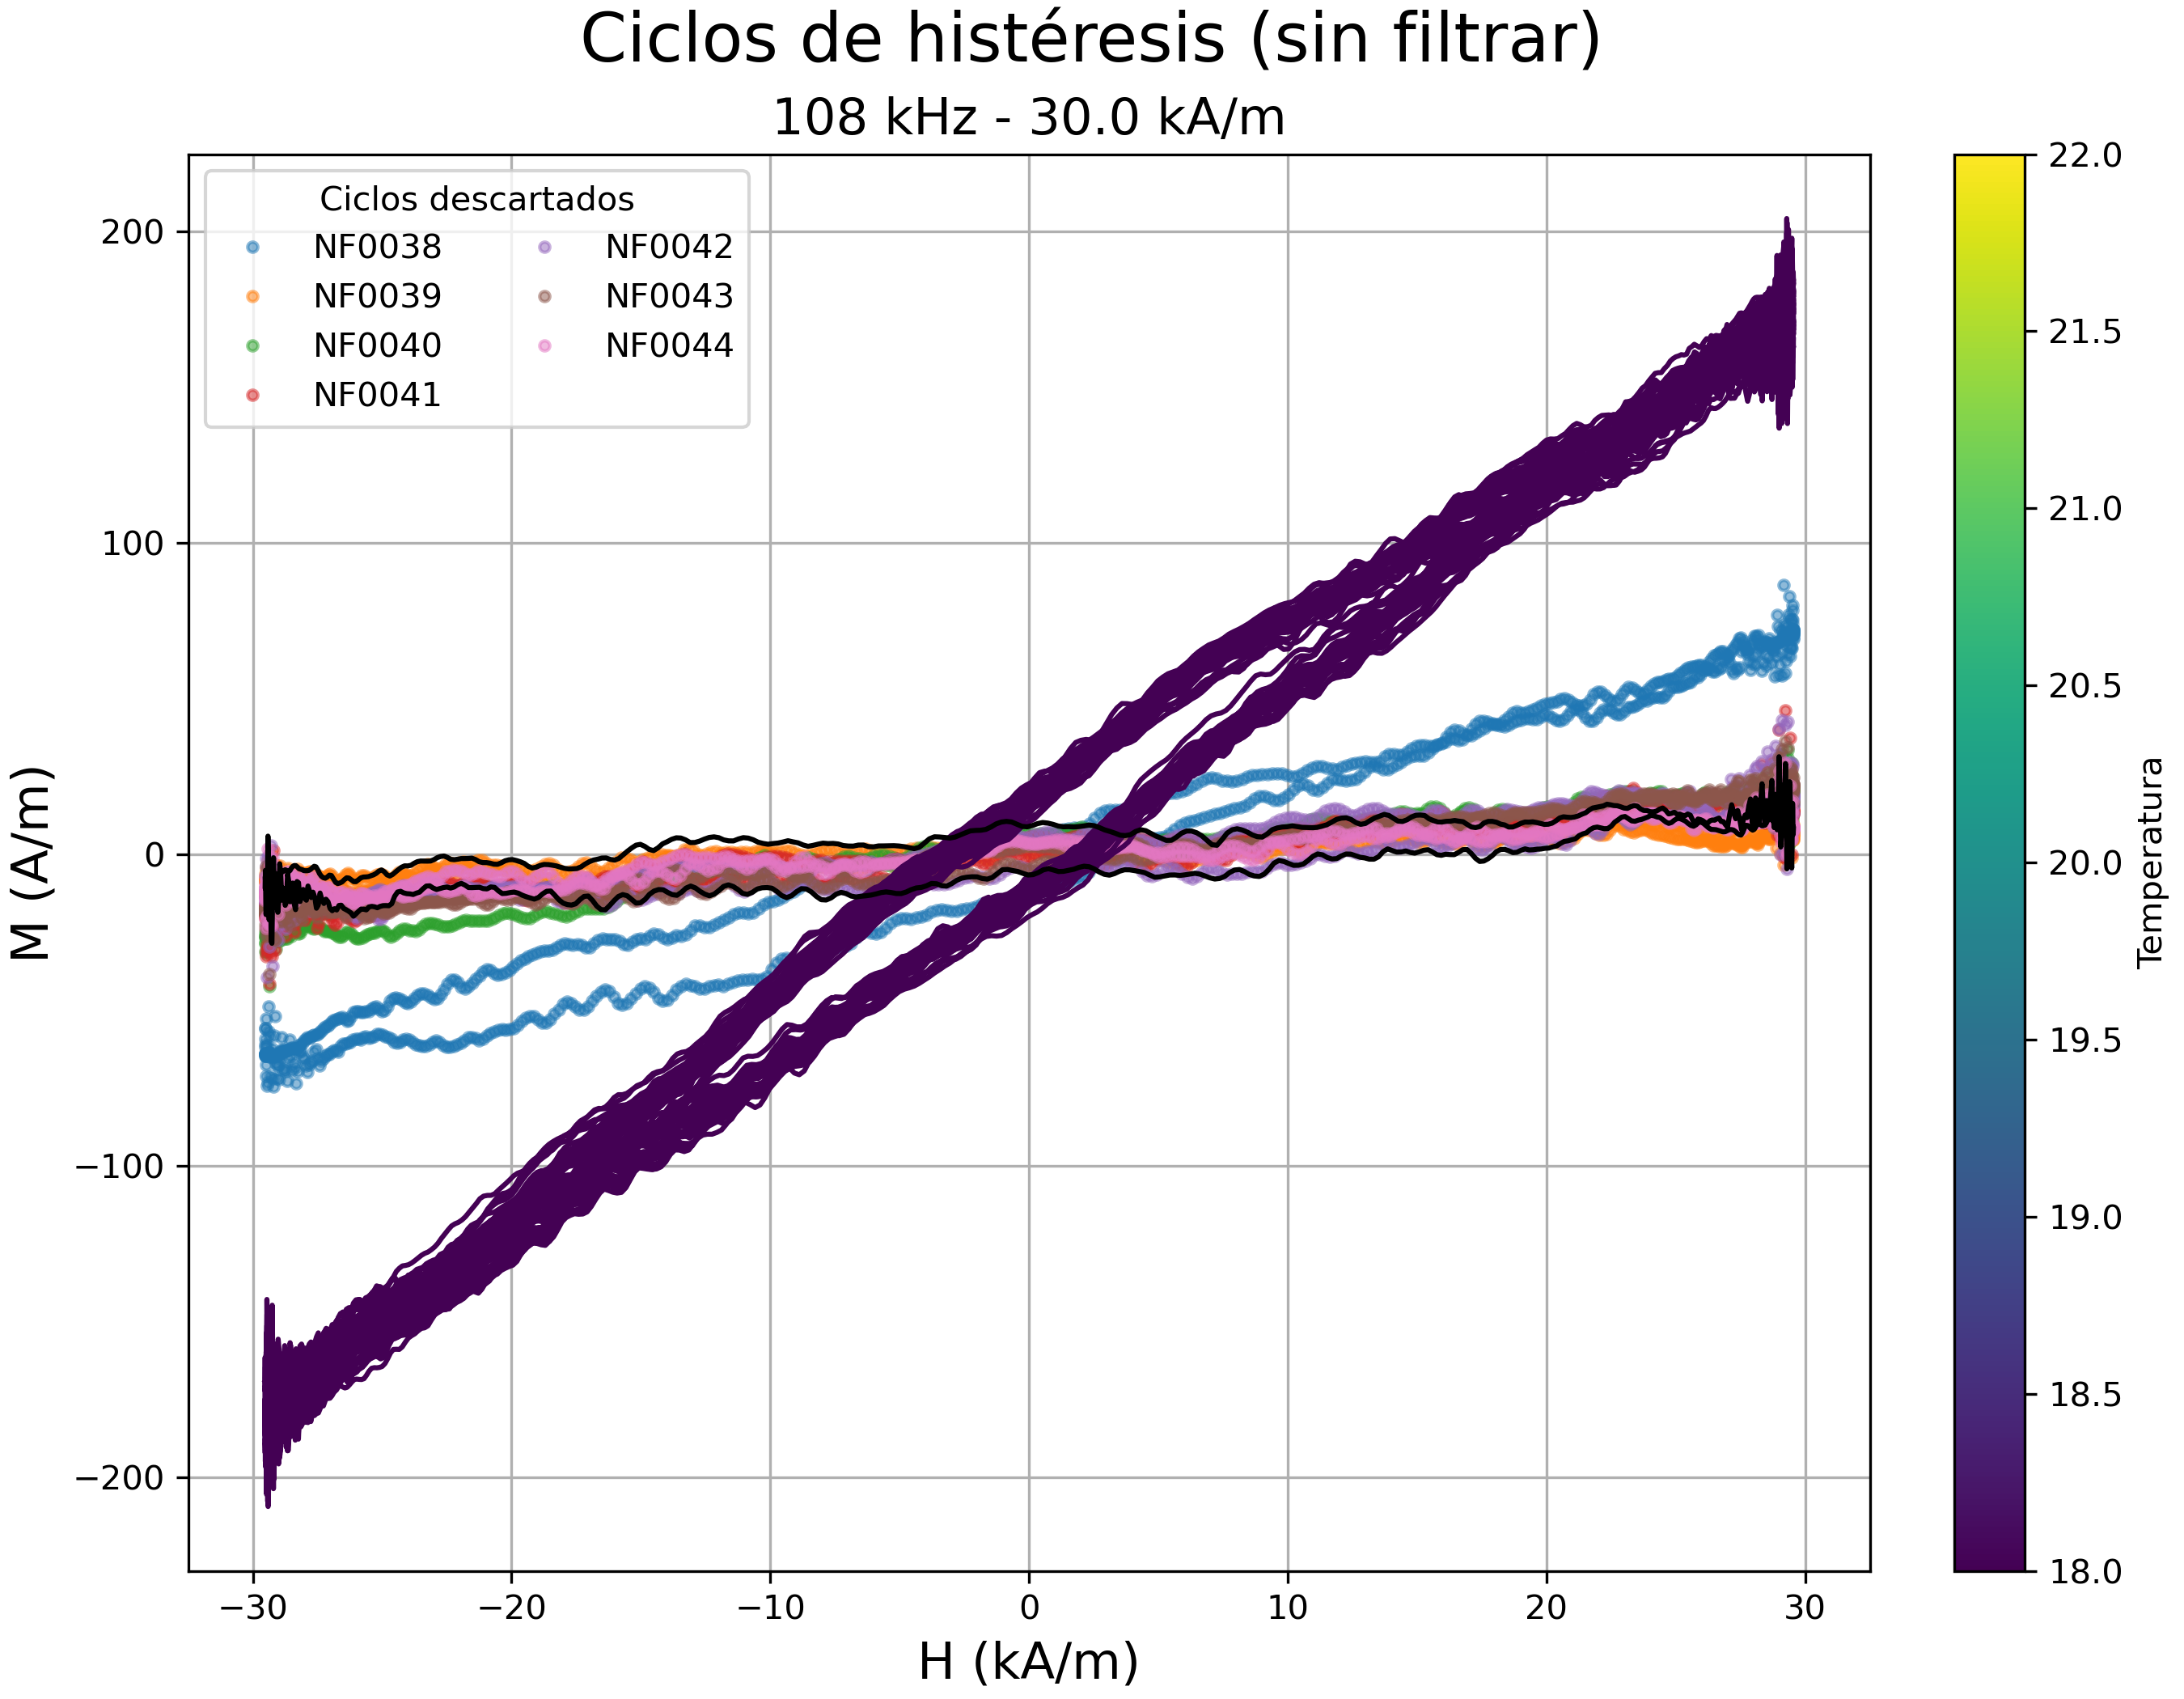 Ciclos de histéresis (sin filtrar)
108 kHz - 30.0 kA/m
Ciclos descartados
NF0038
NF0039
NF0040
NF0041
NF0042
NF0043
NF0044
200
100
0
−100
−200
M (A/m)
−30
−20
−10
0
10
20
30
H (kA/m)
22.0
21.5
21.0
20.5
20.0
19.5
19.0
18.5
18.0
Temperatura